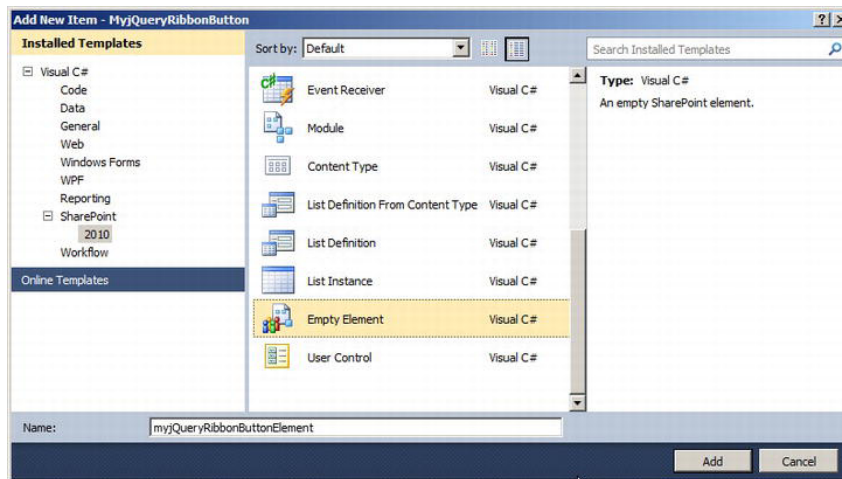 Add New Item - MyjQueryRibbonButton
Installed Templates
Sort by: Default
Search Installed Templates
Visual C#
Code
Data
General
Web
Windows Forms
WPF
Reporting
SharePoint
2010
Workflow
Online Templates
Event Receiver Visual C#
Module Visual C#
Content Type Visual C#
List Definition From Content Type Visual C#
List Definition Visual C#
List Instance Visual C#
Empty Element Visual C#
User Control Visual C#
Type: Visual C#
An empty SharePoint element.
Name: myjQueryRibbonButtonElement
Add Cancel